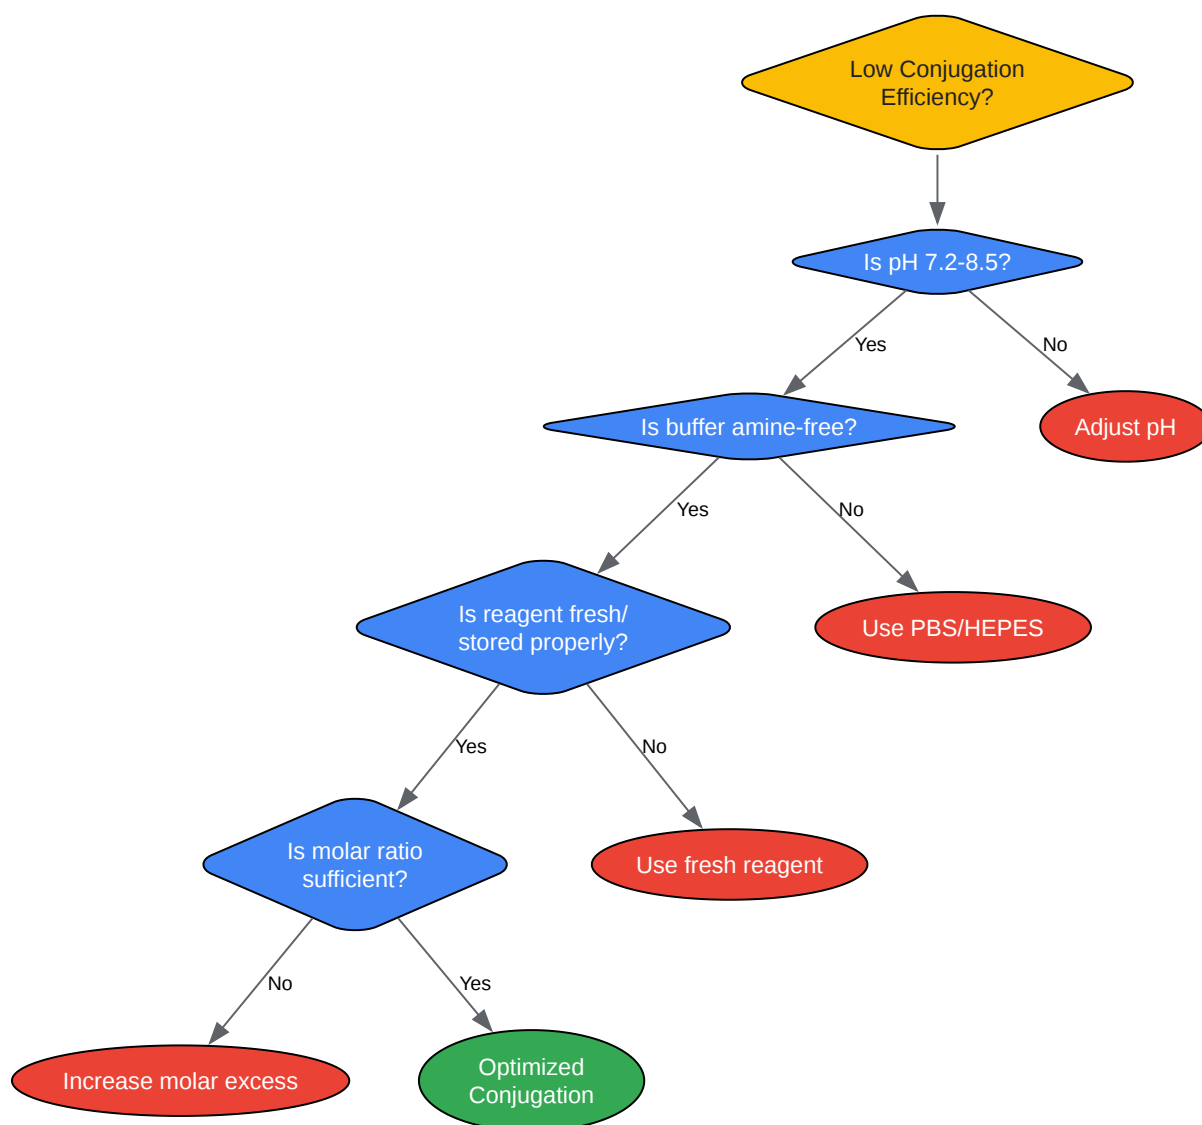 Low Conjugation
Efficiency?
Is pH 7.2-8.5?
Yes
No
Is buffer amine-free?
Adjust pH
Yes
No
Is reagent fresh/
stored properly?
Use PBS/HEPES
Yes
No
Is molar ratio
sufficient?
Use fresh reagent
No
Yes
Increase molar excess
Optimized
Conjugation